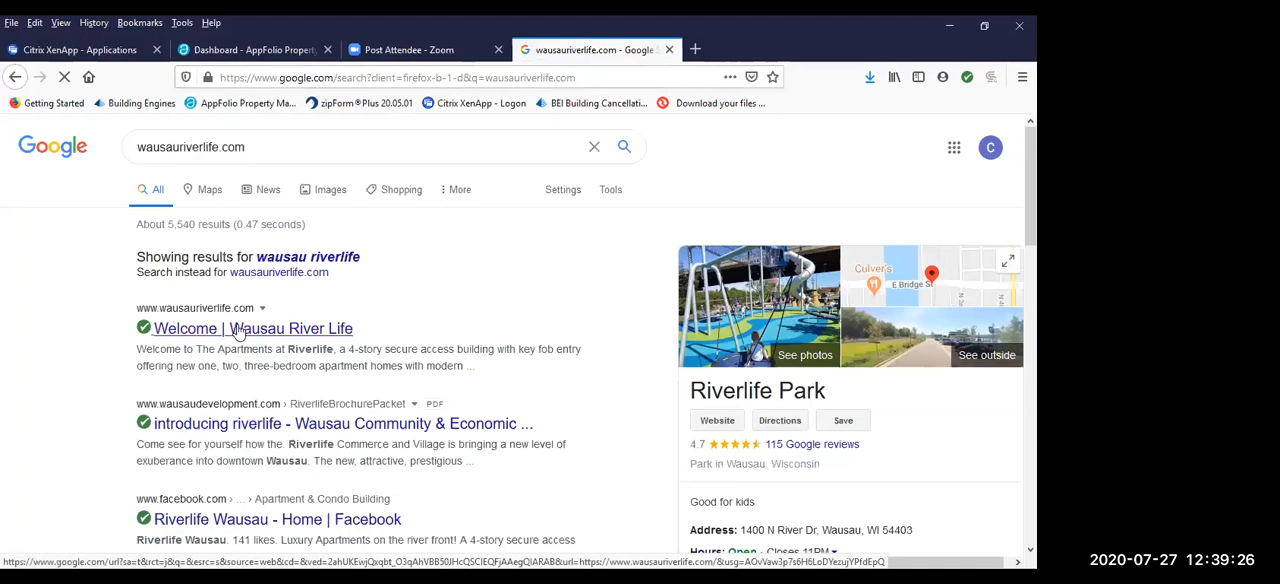 File Edit View History Bookmarks Tools Help
Citrix XenApp - Applications Dashboard - AppFolio Property Post Attendee - Zoom wausauriverlife.com - Google
https://www.google.com/search?client=firefox-b-1-d&q=wausauriverlife.com
Getting Started Building Engines AppFolio Property Ma... zipForm® Plus 20.05.01 Citrix XenApp - Logon BEI Building Cancellati... Download your files ...
Google wausauriverlife.com C
All Maps News Images Shopping More Settings Tools
About 5,540 results (0.47 seconds)
Showing results for wausau riverlife
Search instead for wausauriverlife.com
www.wausauriverlife.com
Welcome | Wausau River Life
Welcome to The Apartments at Riverlife, a 4-story secure access building with key fob entry
offering new one, two, three-bedroom apartment homes with modern ...
www.wausaudevelopment.com › RiverlifeBrochurePacket PDF
introducing riverlife - Wausau Community & Economic ...
Come see for yourself how the. Riverlife Commerce and Village is bringing a new level of
exuberance into downtown Wausau. The new, attractive, prestigious ...
www.facebook.com › ... › Apartment & Condo Building
Riverlife Wausau - Home | Facebook
Riverlife Wausau. 141 likes. Luxury Apartments on the river front! A 4-story secure access
Culver's
E Bridge St
See photos
See outside
Riverlife Park
Website Directions Save
4.7 115 Google reviews
Park in Wausau, Wisconsin
Good for kids
Address: 1400 N River Dr, Wausau, WI 54403
Hours: Open · Closes 11PM
2020-07-27 12:39:26